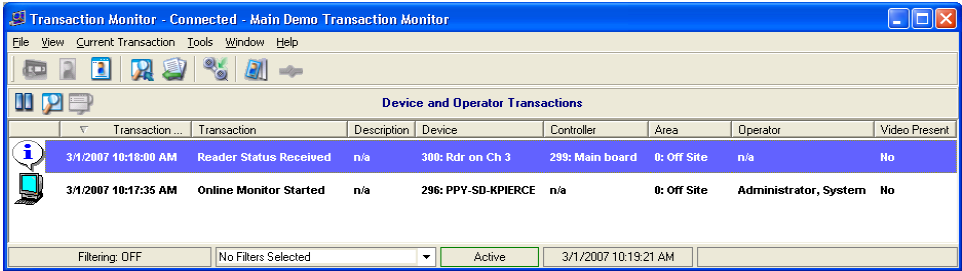 Transaction Monitor - Connected - Main Demo Transaction Monitor
File View Current Transaction Tools Window Help
Device and Operator Transactions
Transaction ... Transaction Description Device Controller Area Operator Video Present
3/1/2007 10:18:00 AM Reader Status Received n/a 300: Rdr on Ch 3 299: Main board 0: Off Site n/a No
3/1/2007 10:17:35 AM Online Monitor Started n/a 296: PPY-SD-KPIERCE n/a 0: Off Site Administrator, System No
Filtering: OFF No Filters Selected Active 3/1/2007 10:19:21 AM